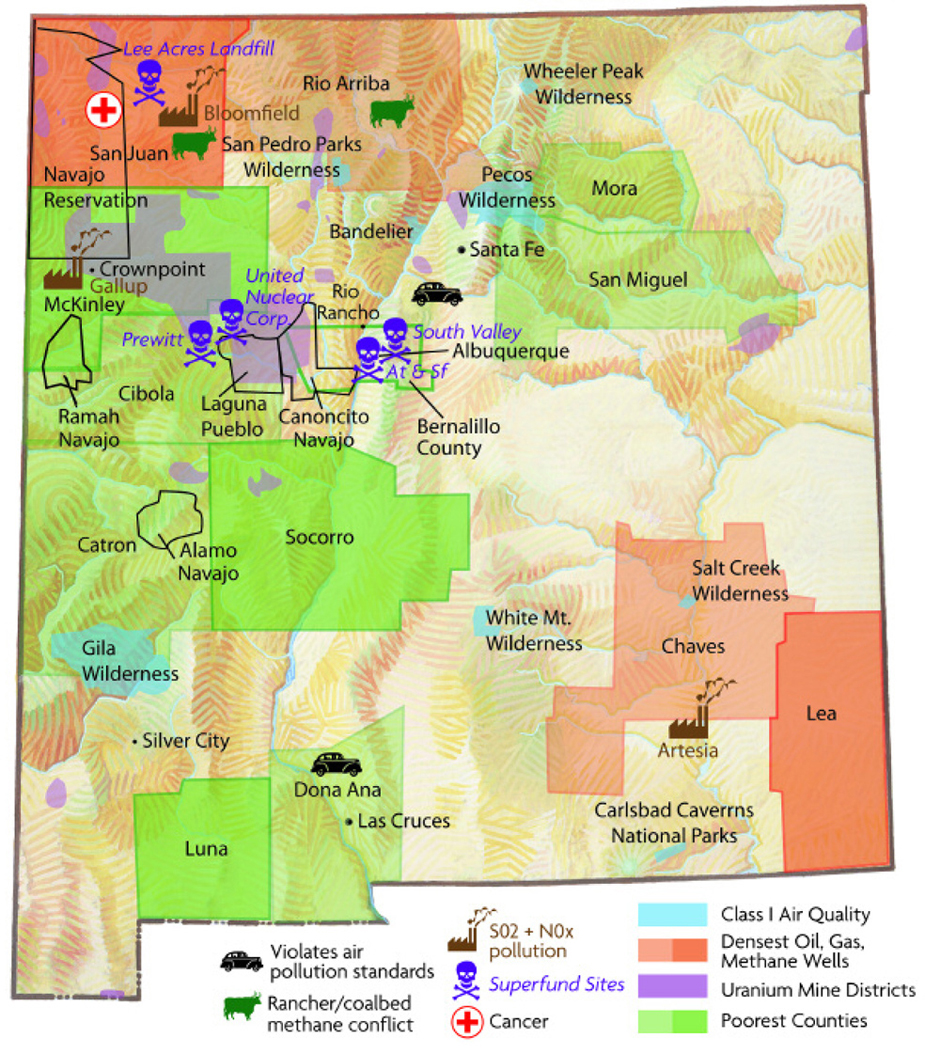 Lee Acres Landfill
Wheeler Peak
Wilderness
Rio Arriba
Bloomfield
San Juan
San Pedro Parks
Wilderness
Navajo
Reservation
Pecos
Wilderness
Mora
Bandelier
Santa Fe
Crownpoint
Gallup
McKinley
United
Nuclear
Corp.
Rio
Rancho
San Miguel
Prewitt
South Valley
Albuquerque
At & Sf
Cibola
Ramah
Navajo
Laguna
Pueblo
Canoncito
Navajo
Bernalillo
County
Catron
Alamo
Navajo
Socorro
Salt Creek
Wilderness
White Mt.
Wilderness
Chaves
Gila
Wilderness
Lea
Silver City
Artesia
Dona Ana
Las Cruces
Carlsbad Caverrns
National Parks
Luna
Violates air
pollution standards
Rancher/coalbed
methane conflict
S02 + N0x
pollution
Superfund Sites
Cancer
Class I Air Quality
Densest Oil, Gas,
Methane Wells
Uranium Mine Districts
Poorest Counties